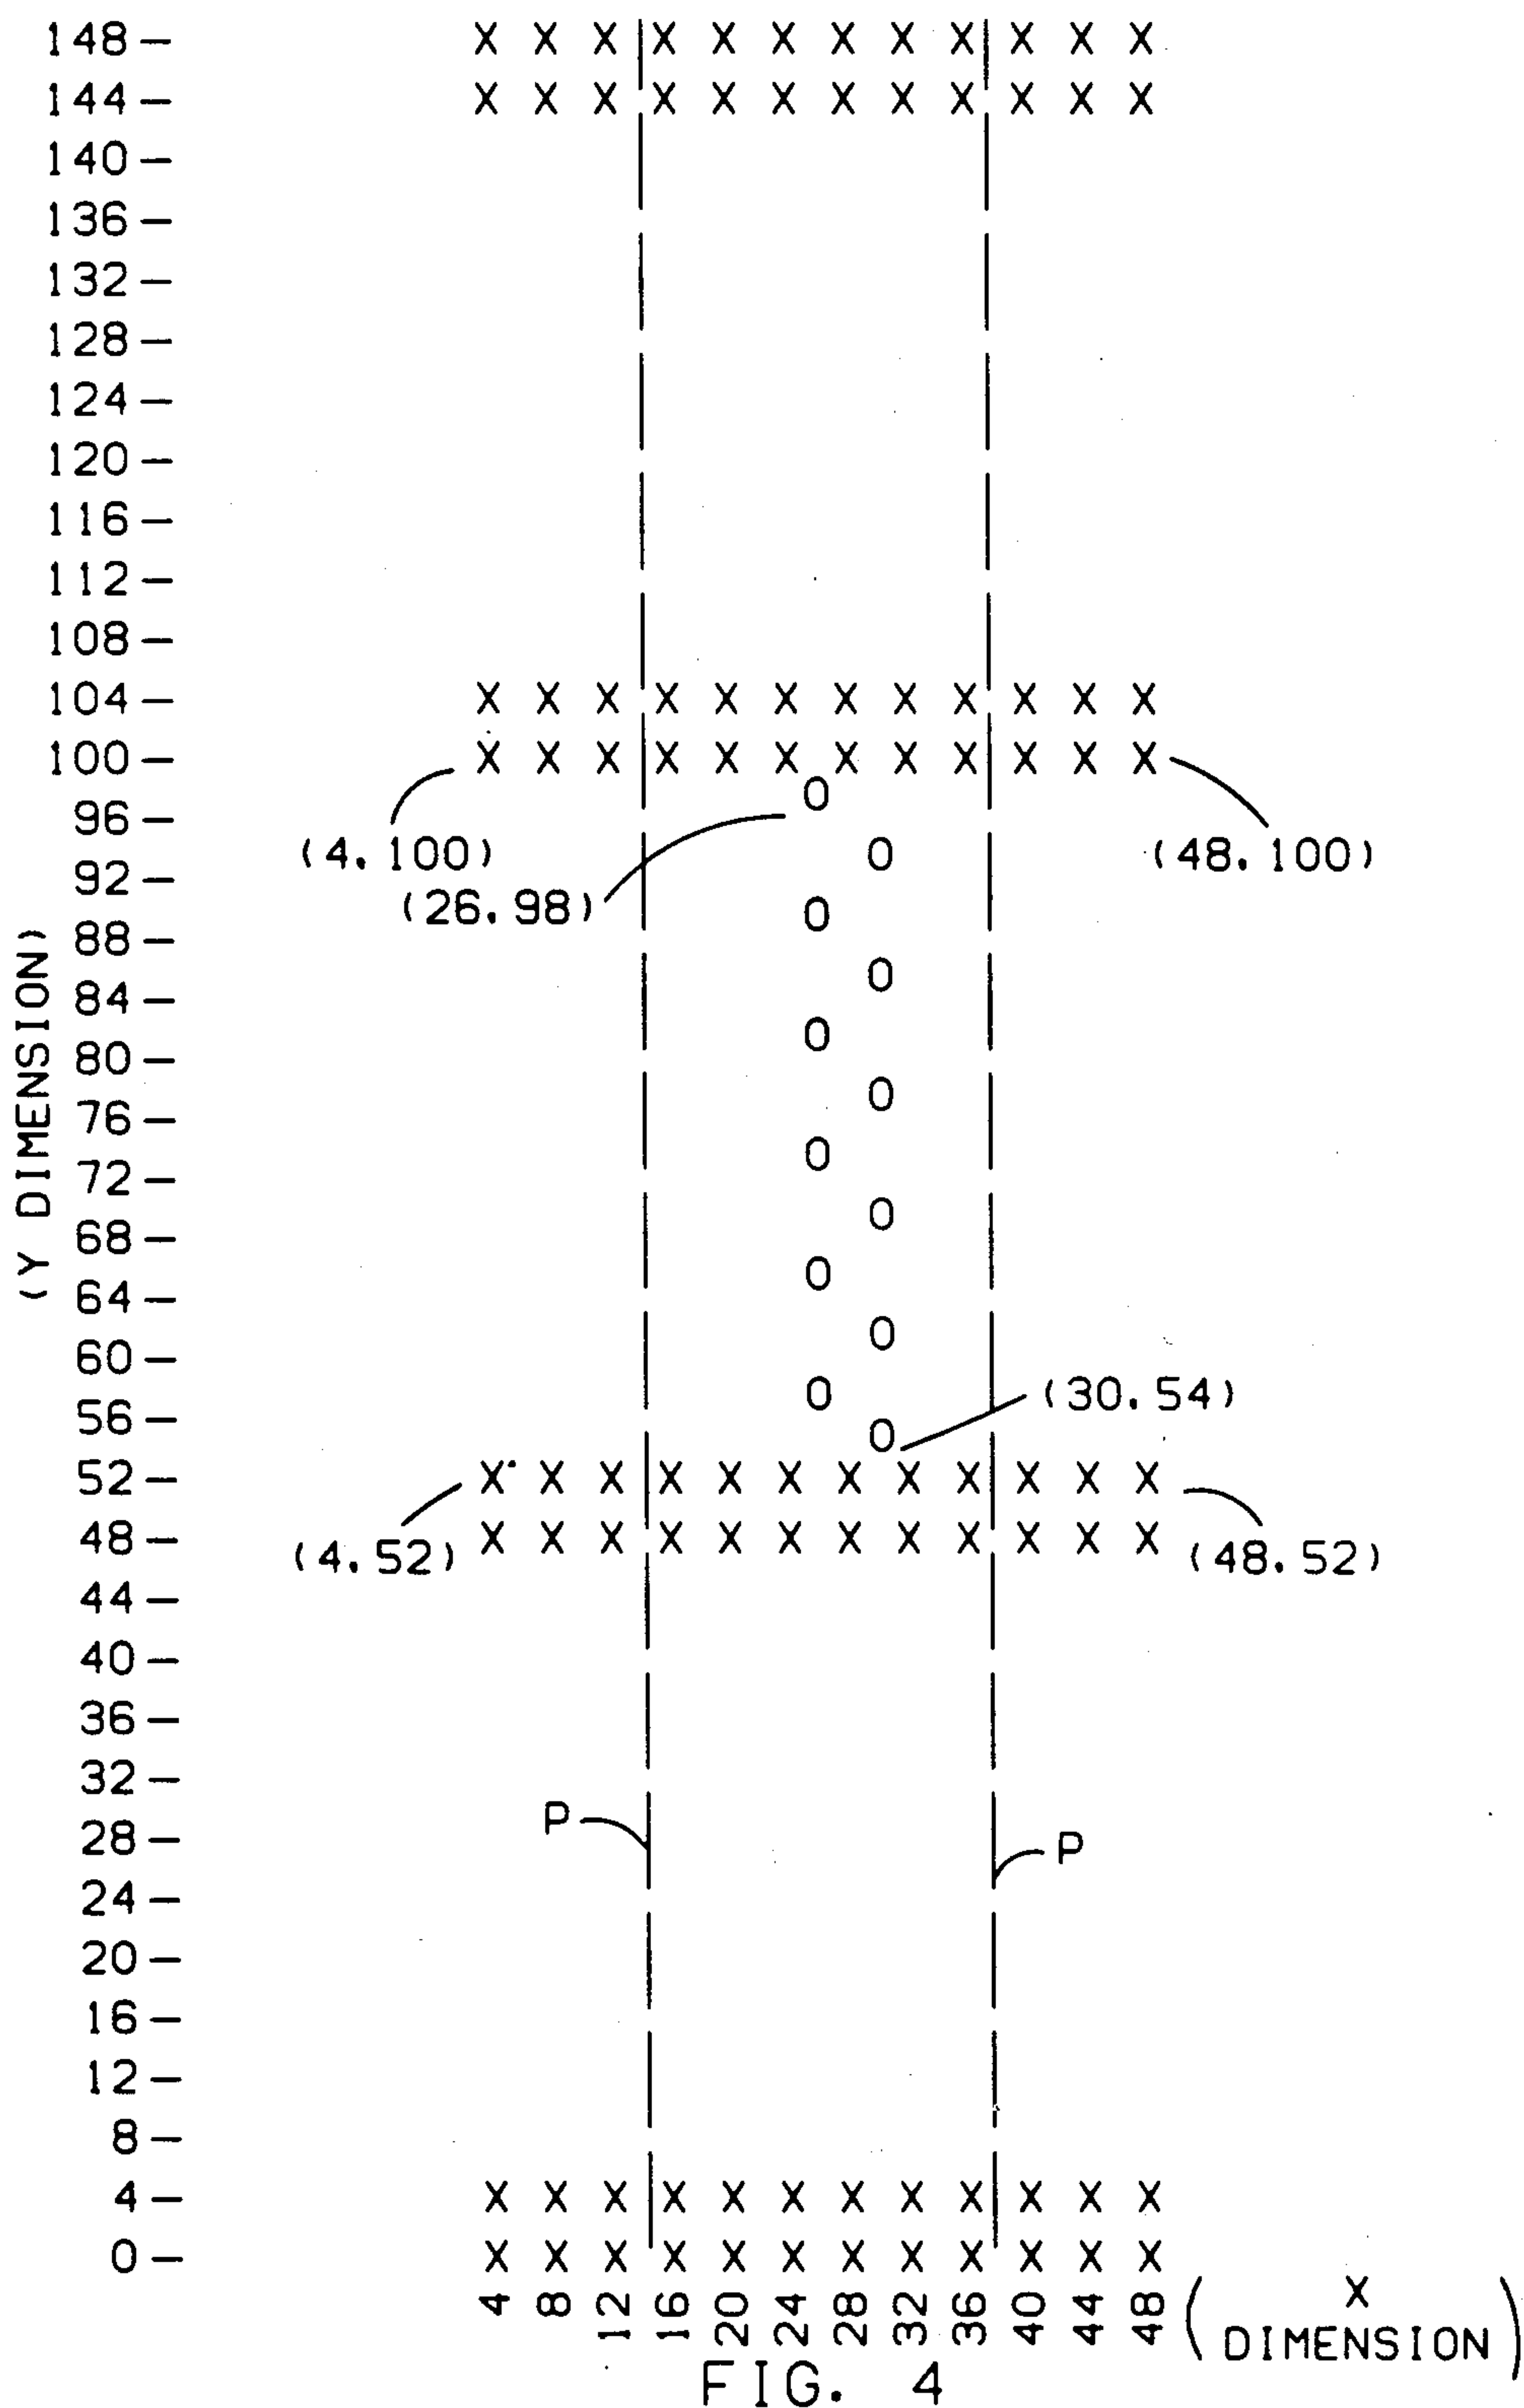 148– X X X X X X X X X X X X
144– X X X X X X X X X X X X
140–
136–
132–
128–
124–
120–
116–
112–
108–
104– X X X X X X X X X X X X
100– X X X X X X X X X X X X
O
96–
(4.100) O (48.100)
92–
(26.98) O
88–
O
84–
O
80–
O
76–
O
72–
O
68–
O
64–
O
60–
O (30.54)
56–
O
52– X X X X X X X X X X X X
48– X X X X X X X X X X X X
(4.52) (48.52)
44–
40–
36–
32–
P
28– P
24–
20–
16–
12–
8–
4– X X X X X X X X X X X X
0– X X X X X X X X X X X X
4 8 12 16 20 24 28 32 36 40 44 48 (X DIMENSION)
(Y DIMENSION)
FIG. 4